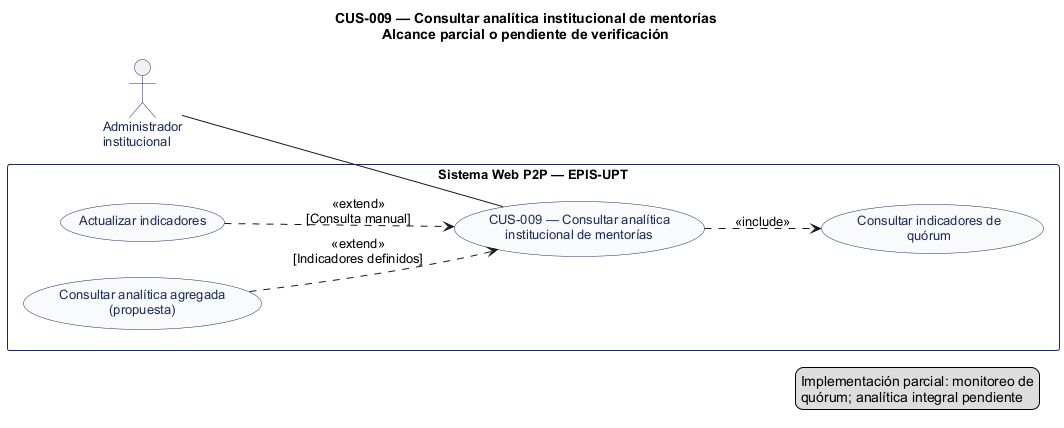 CUS-009 — Consultar analítica institucional de mentorías
Alcance parcial o pendiente de verificación
Administrador
institucional
Sistema Web P2P — EPIS-UPT
Actualizar indicadores
«extend»
[Consulta manual]
CUS-009 — Consultar analítica
institucional de mentorías
«include»
Consultar indicadores de
quórum
«extend»
[Indicadores definidos]
Consultar analítica agregada
(propuesta)
Implementación parcial: monitoreo de
quórum; analítica integral pendiente